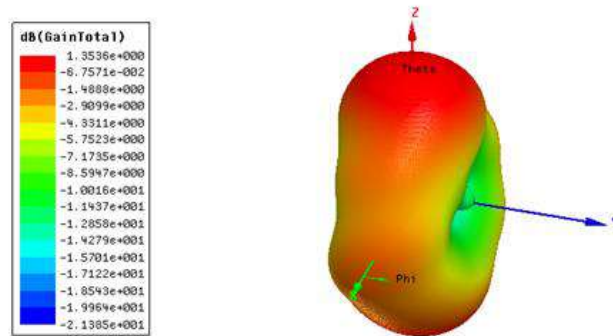 dB(GainTotal)
1.3536e+000
-6.7571e-002
-1.4888e+000
-2.9099e+000
-4.3311e+000
-5.7523e+000
-7.1735e+000
-8.5947e+000
-1.0016e+001
-1.1437e+001
-1.2858e+001
-1.4279e+001
-1.5701e+001
-1.7122e+001
-1.8543e+001
-1.9964e+001
-2.1385e+001
Z
Theta
Phi